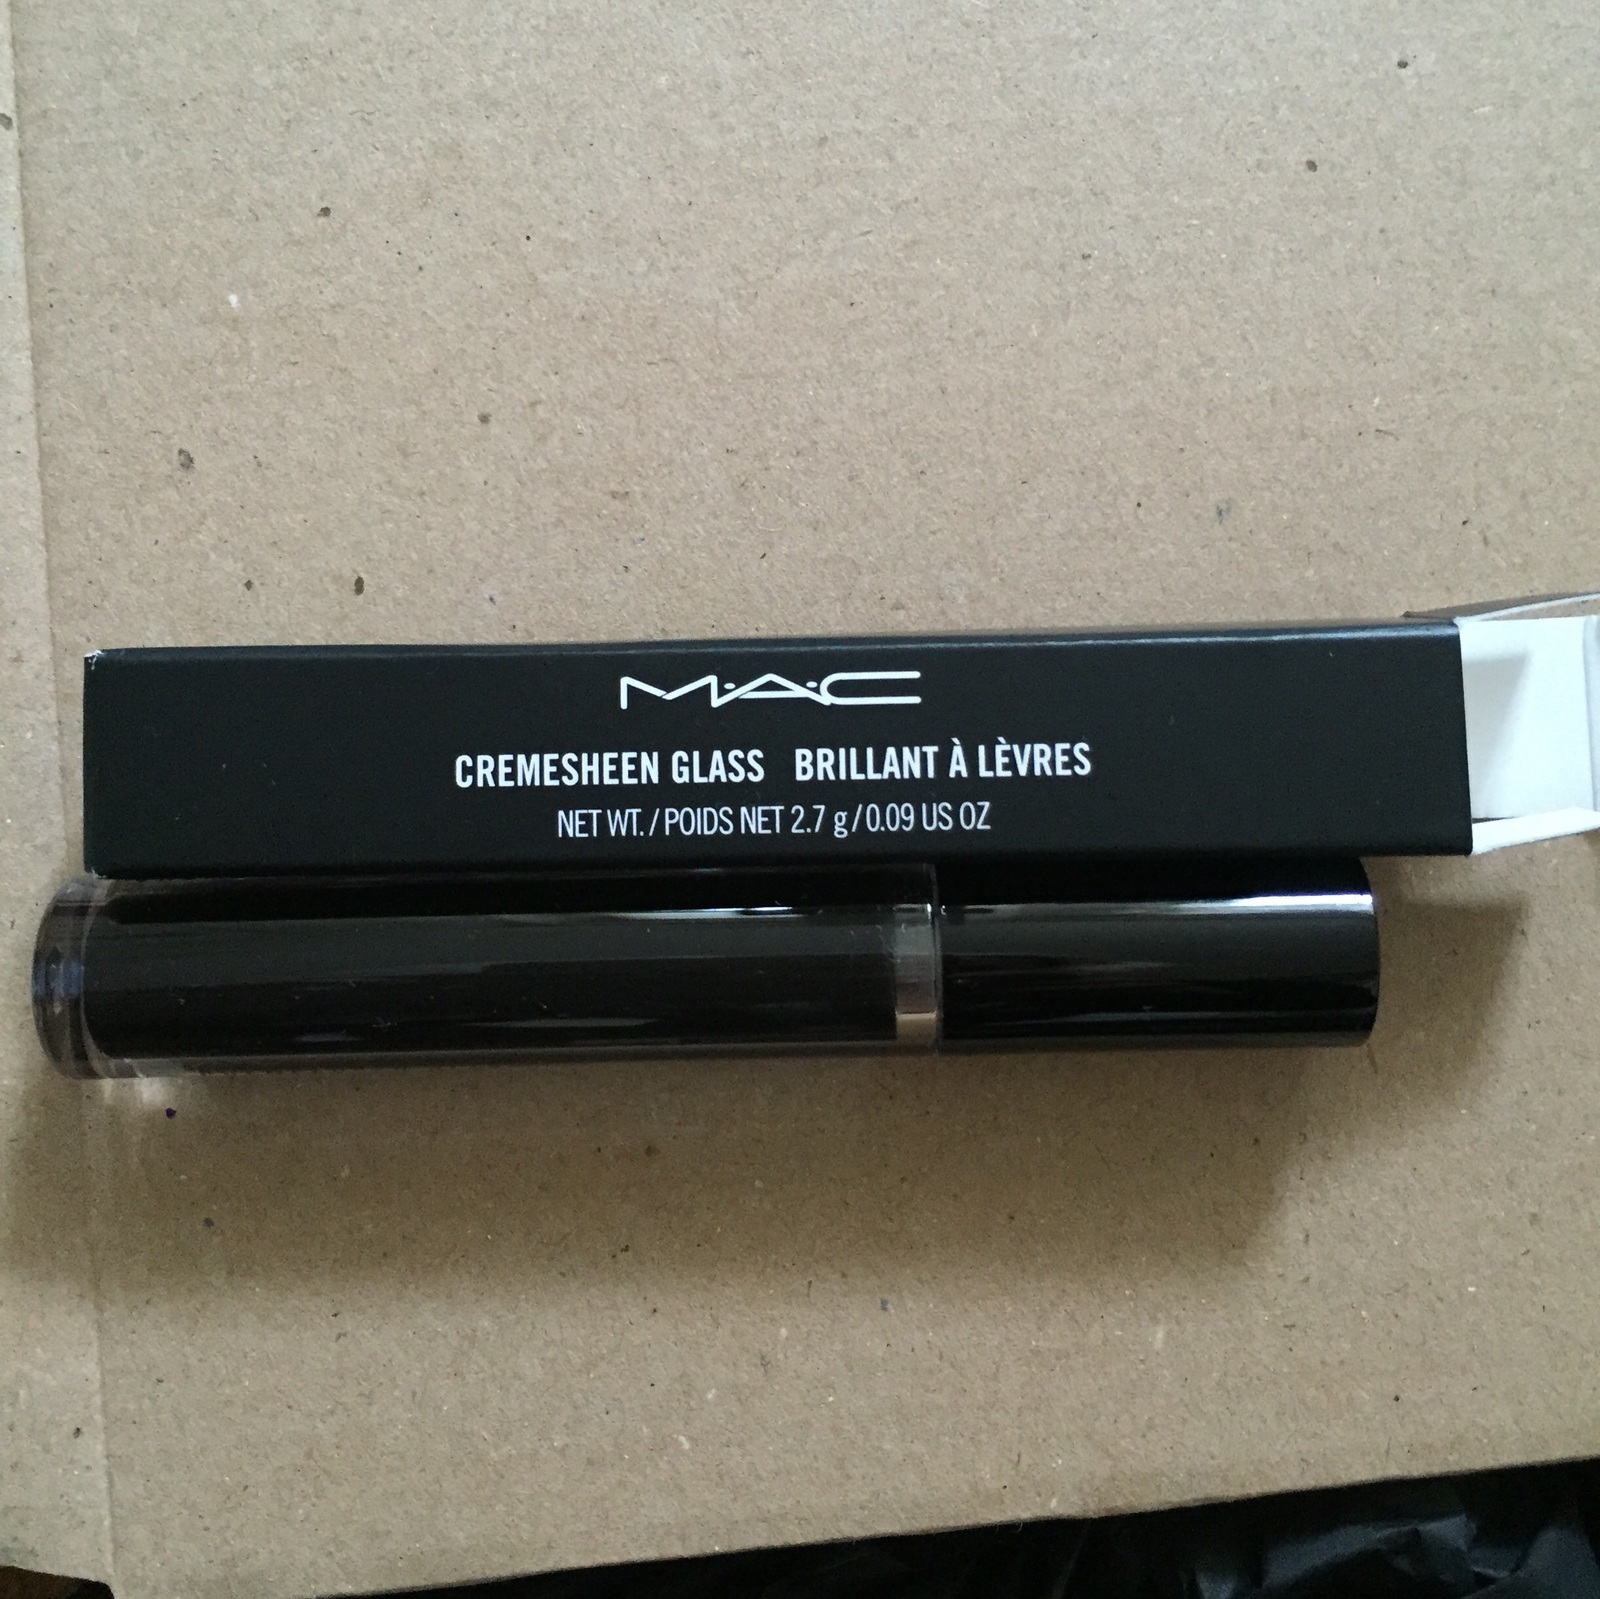 M·A·C
CREMESHEEN GLASS BRILLANT À LÈVRES
NET WT. / POIDS NET 2.7 g / 0.09 US OZ